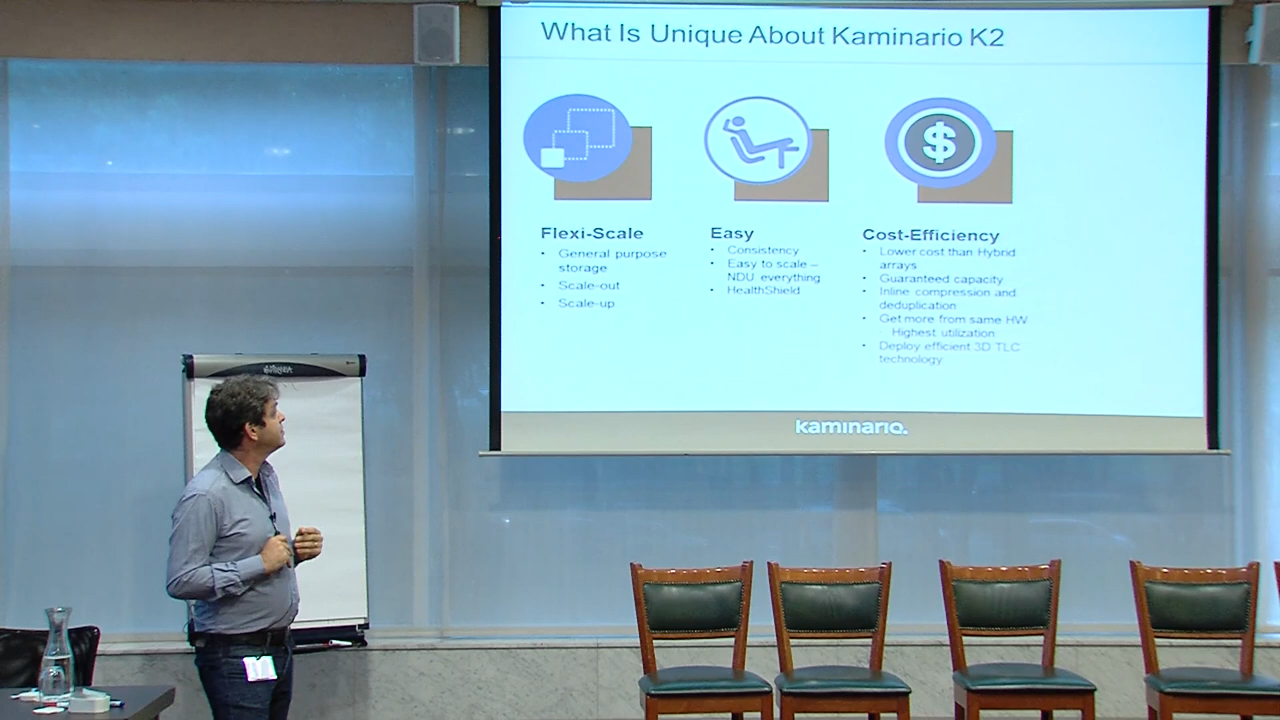 What Is Unique About Kaminario K2
Flexi-Scale
• General purpose
storage
• Scale-out
• Scale-up
Easy
• Consistency
• Easy to scale –
NDU everything
• HealthShield
Cost-Efficiency
• Lower cost than Hybrid
arrays
• Guaranteed capacity
• Inline compression and
deduplication
• Get more from same HW
- Highest utilization
• Deploy efficient 3D TLC
technology
kaminario.